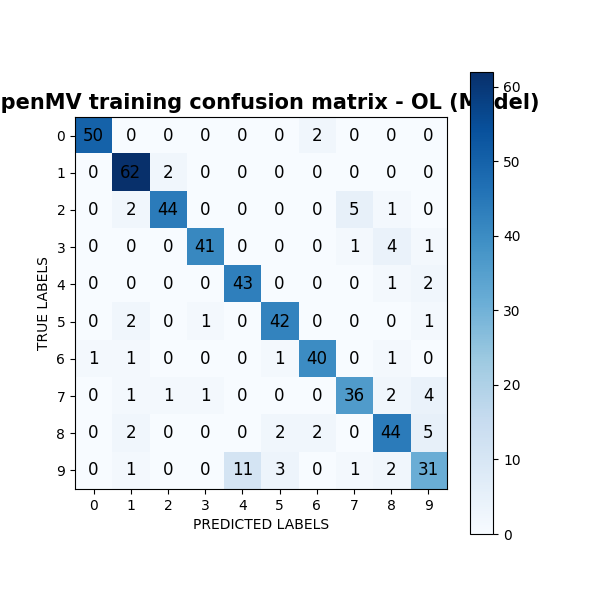 penMV training confusion matrix - OL (M del)
0 50 0 0 0 0 0 2 0 0 0
1 0 62 2 0 0 0 0 0 0 0
2 0 2 44 0 0 0 0 5 1 0
3 0 0 0 41 0 0 0 1 4 1
4 0 0 0 0 43 0 0 0 1 2
5 0 2 0 1 0 42 0 0 0 1
6 1 1 0 0 0 1 40 0 1 0
7 0 1 1 1 0 0 0 36 2 4
8 0 2 0 0 0 2 2 0 44 5
9 0 1 0 0 11 3 0 1 2 31
0 1 2 3 4 5 6 7 8 9
PREDICTED LABELS
TRUE LABELS
60
50
40
30
20
10
0